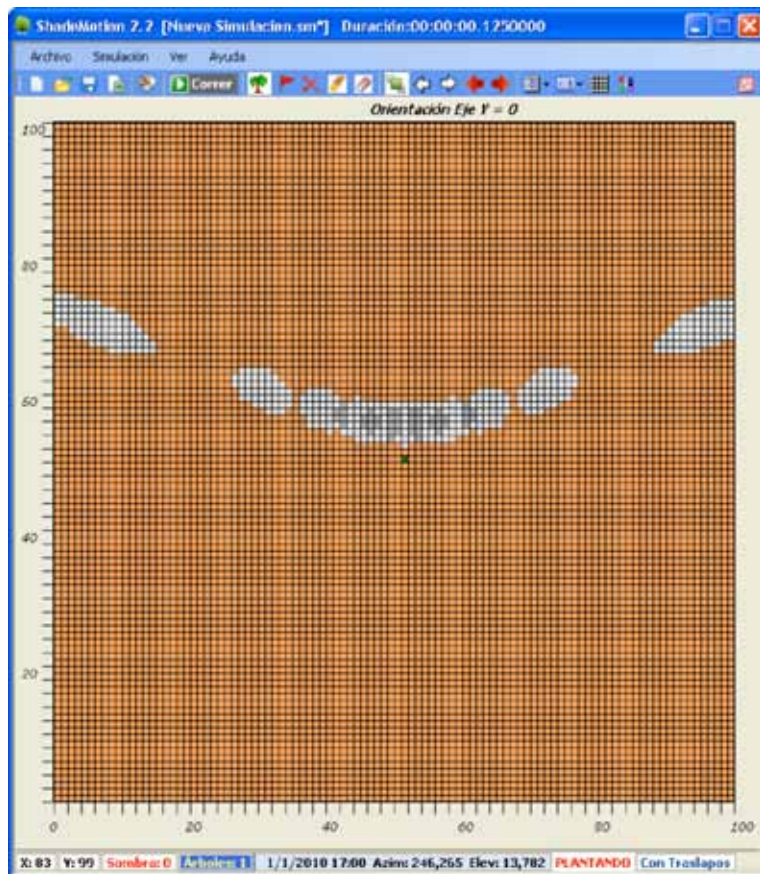 ShadeMotion 2.2 [Nueva Simulacion.sm*] Duración:00:00:00.1250000
Archivo Simulación Ver Ayuda
Correr
Orientación Eje Y = 0
100
80
60
40
20
0 20 40 60 80 100
X: 83 Y: 99 Sombra: 0 Arboles: 1 1/1/2010 17:00 Azim: 246,265 Elev: 13,782 PLANTANDO Con Traslapos